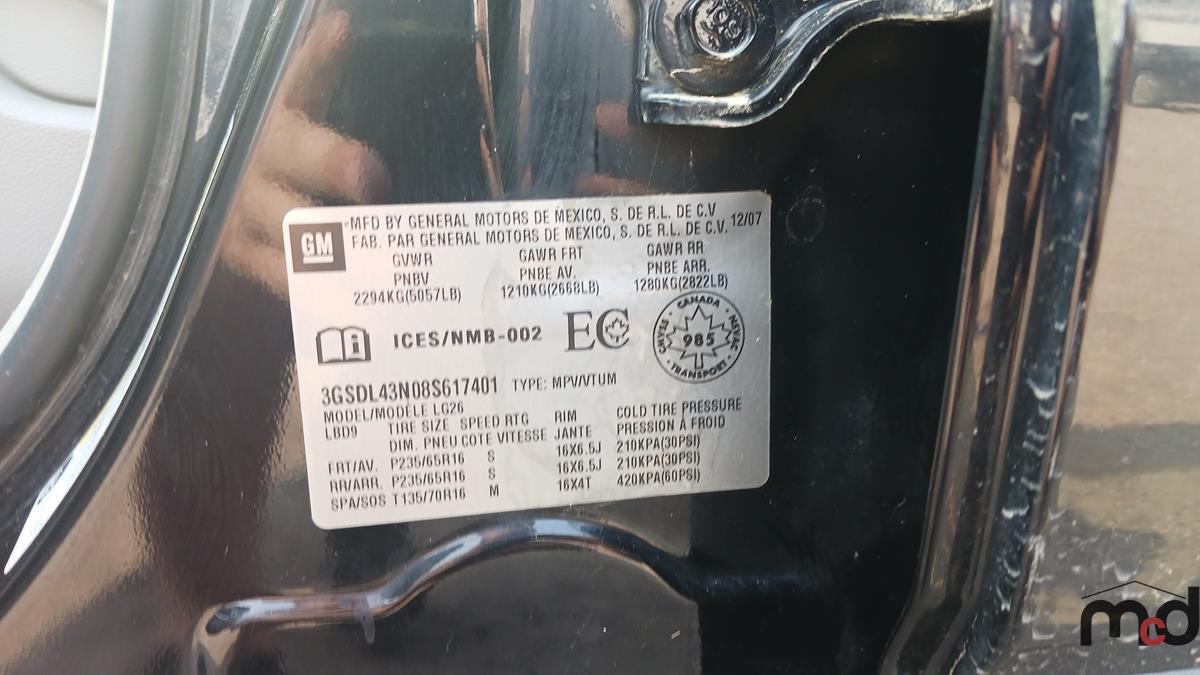 GM
MFD BY GENERAL MOTORS DE MEXICO, S. DE R.L. DE C.V
FAB. PAR GENERAL MOTORS DE MEXICO, S. DE R.L. DE C.V. 12/07
GVWR GAWR FRT GAWR RR
PNBV PNBE AV. PNBE ARR.
2294KG(5057LB) 1210KG(2668LB) 1280KG(2822LB)
ICES/NMB-002 EC
CANADA
985
TRANSPORT
3GSDL43N08S617401 TYPE: MPV/VTUM
MODEL/MODÈLE LG26
LBD9 TIRE SIZE SPEED RTG RIM COLD TIRE PRESSURE
DIM. PNEU COTE VITESSE JANTE PRESSION À FROID
FRT/AV. P235/65R16 S 16X6.5J 210KPA(30PSI)
RR/ARR. P235/65R16 S 16X6.5J 210KPA(30PSI)
SPA/SOS T135/70R16 M 16X4T 420KPA(60PSI)
mcd